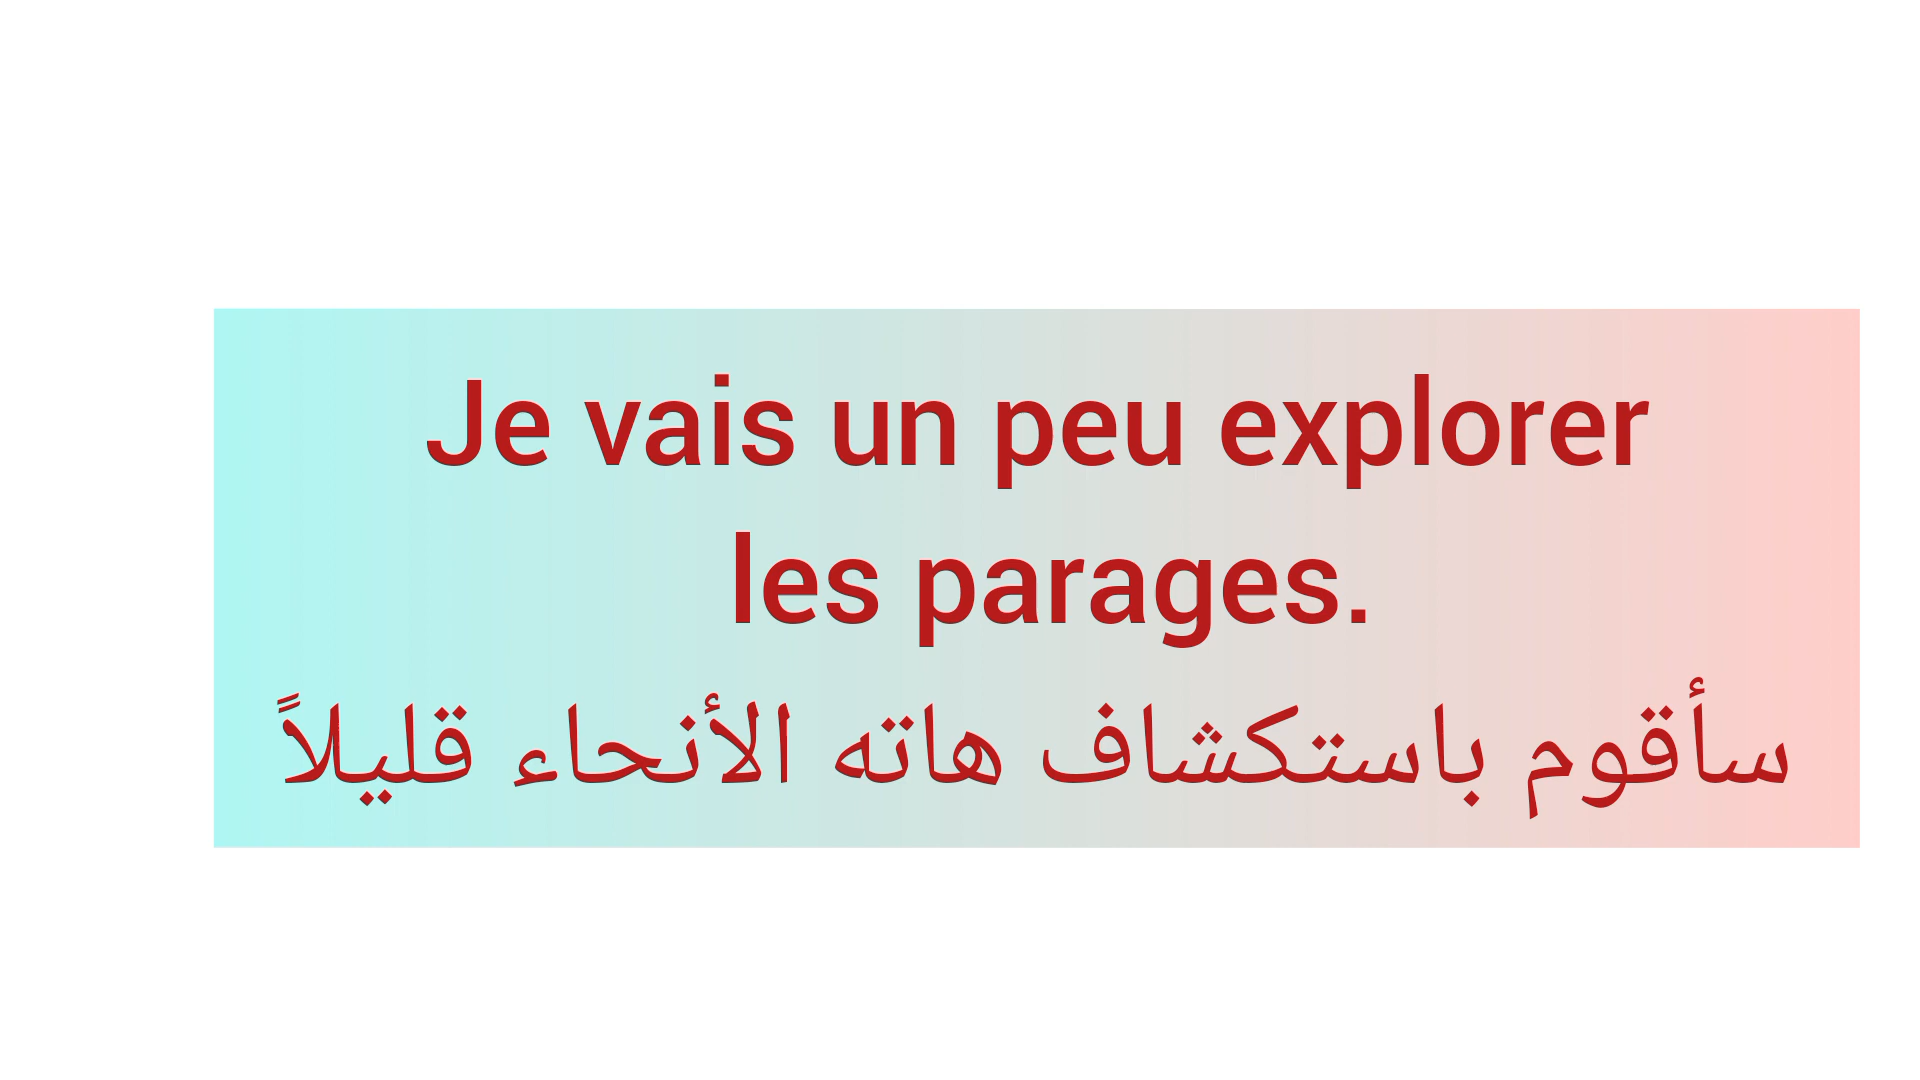 Je vais un peu explorer
les parages.
سأقوم باستكشاف هاته الأنحاء قليلاً